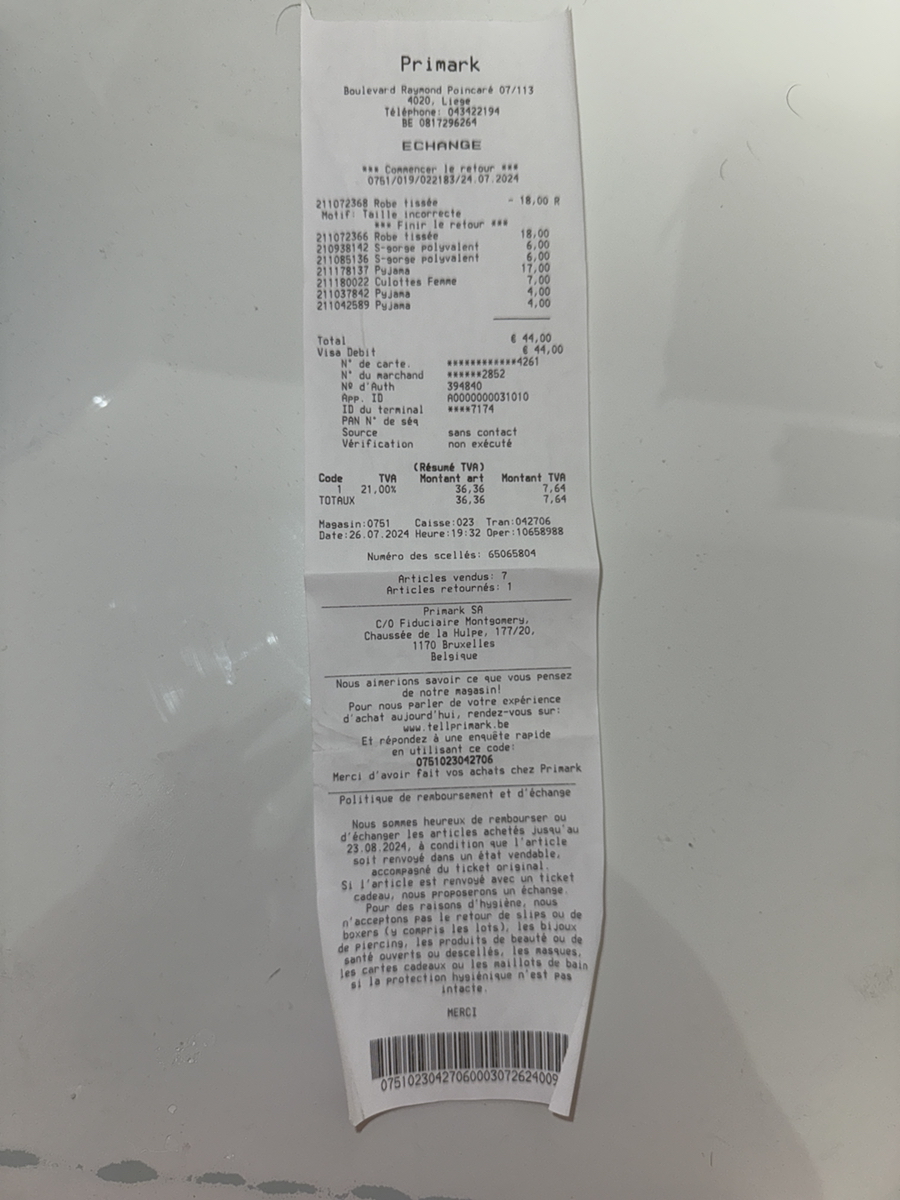 Primark
Boulevard Raymond Poincaré 07/113
4020, Liege
Téléphone: 043422194
BE 0817296264
ECHANGE
*** Commencer le retour ***
0751/019/022183/24.07.2024
211072368 Robe tissée - 18,00 R
Motif: Taille incorrecte
*** Finir le retour ***
211072366 Robe tissée 18,00
210938142 S-gorge polyvalent 6,00
211085136 S-gorge polyvalent 6,00
211178137 Pyjama 17,00
211180022 Culottes Femme 7,00
211037842 Pyjama 4,00
211042589 Pyjama 4,00
Total € 44,00
Visa Debit € 44,00
N° de carte. ************4261
N° du marchand ******2852
Nº d'Auth 394840
App. ID A0000000031010
ID du terminal ****7174
PAN N° de séq
Source sans contact
Vérification non exécuté
(Résumé TVA)
Code TVA Montant art Montant TVA
1 21,00% 36,36 7,64
TOTAUX 36,36 7,64
Magasin:0751 Caisse:023 Tran:042706
Date:26.07.2024 Heure:19:32 Oper:10658988
Numéro des scellés: 65065804
Articles vendus: 7
Articles retournés: 1
Primark SA
C/O Fiduciaire Montgomery,
Chaussée de la Hulpe, 177/20,
1170 Bruxelles
Belgique
Nous aimerions savoir ce que vous pensez
de notre magasin!
Pour nous parler de votre expérience
d'achat aujourd'hui, rendez-vous sur:
www.tellprimark.be
Et répondez à une enquête rapide
en utilisant ce code:
0751023042706
Merci d'avoir fait vos achats chez Primark
Politique de remboursement et d'échange
Nous sommes heureux de rembourser ou
d'échanger les articles achetés jusqu'au
23.08.2024, à condition que l'article
soit renvoyé dans un état vendable,
accompagné du ticket original.
Si l'article est renvoyé avec un ticket
cadeau, nous proposerons un échange.
Pour des raisons d'hygiène, nous
n'acceptons pas le retour de slips ou de
boxers (y compris les lots), les bijoux
de piercing, les produits de beauté ou de
santé ouverts ou descellés, les masques,
les cartes cadeaux ou les maillots de bain
si la protection hygiénique n'est pas
intacte.
MERCI
07510230427060003072624009